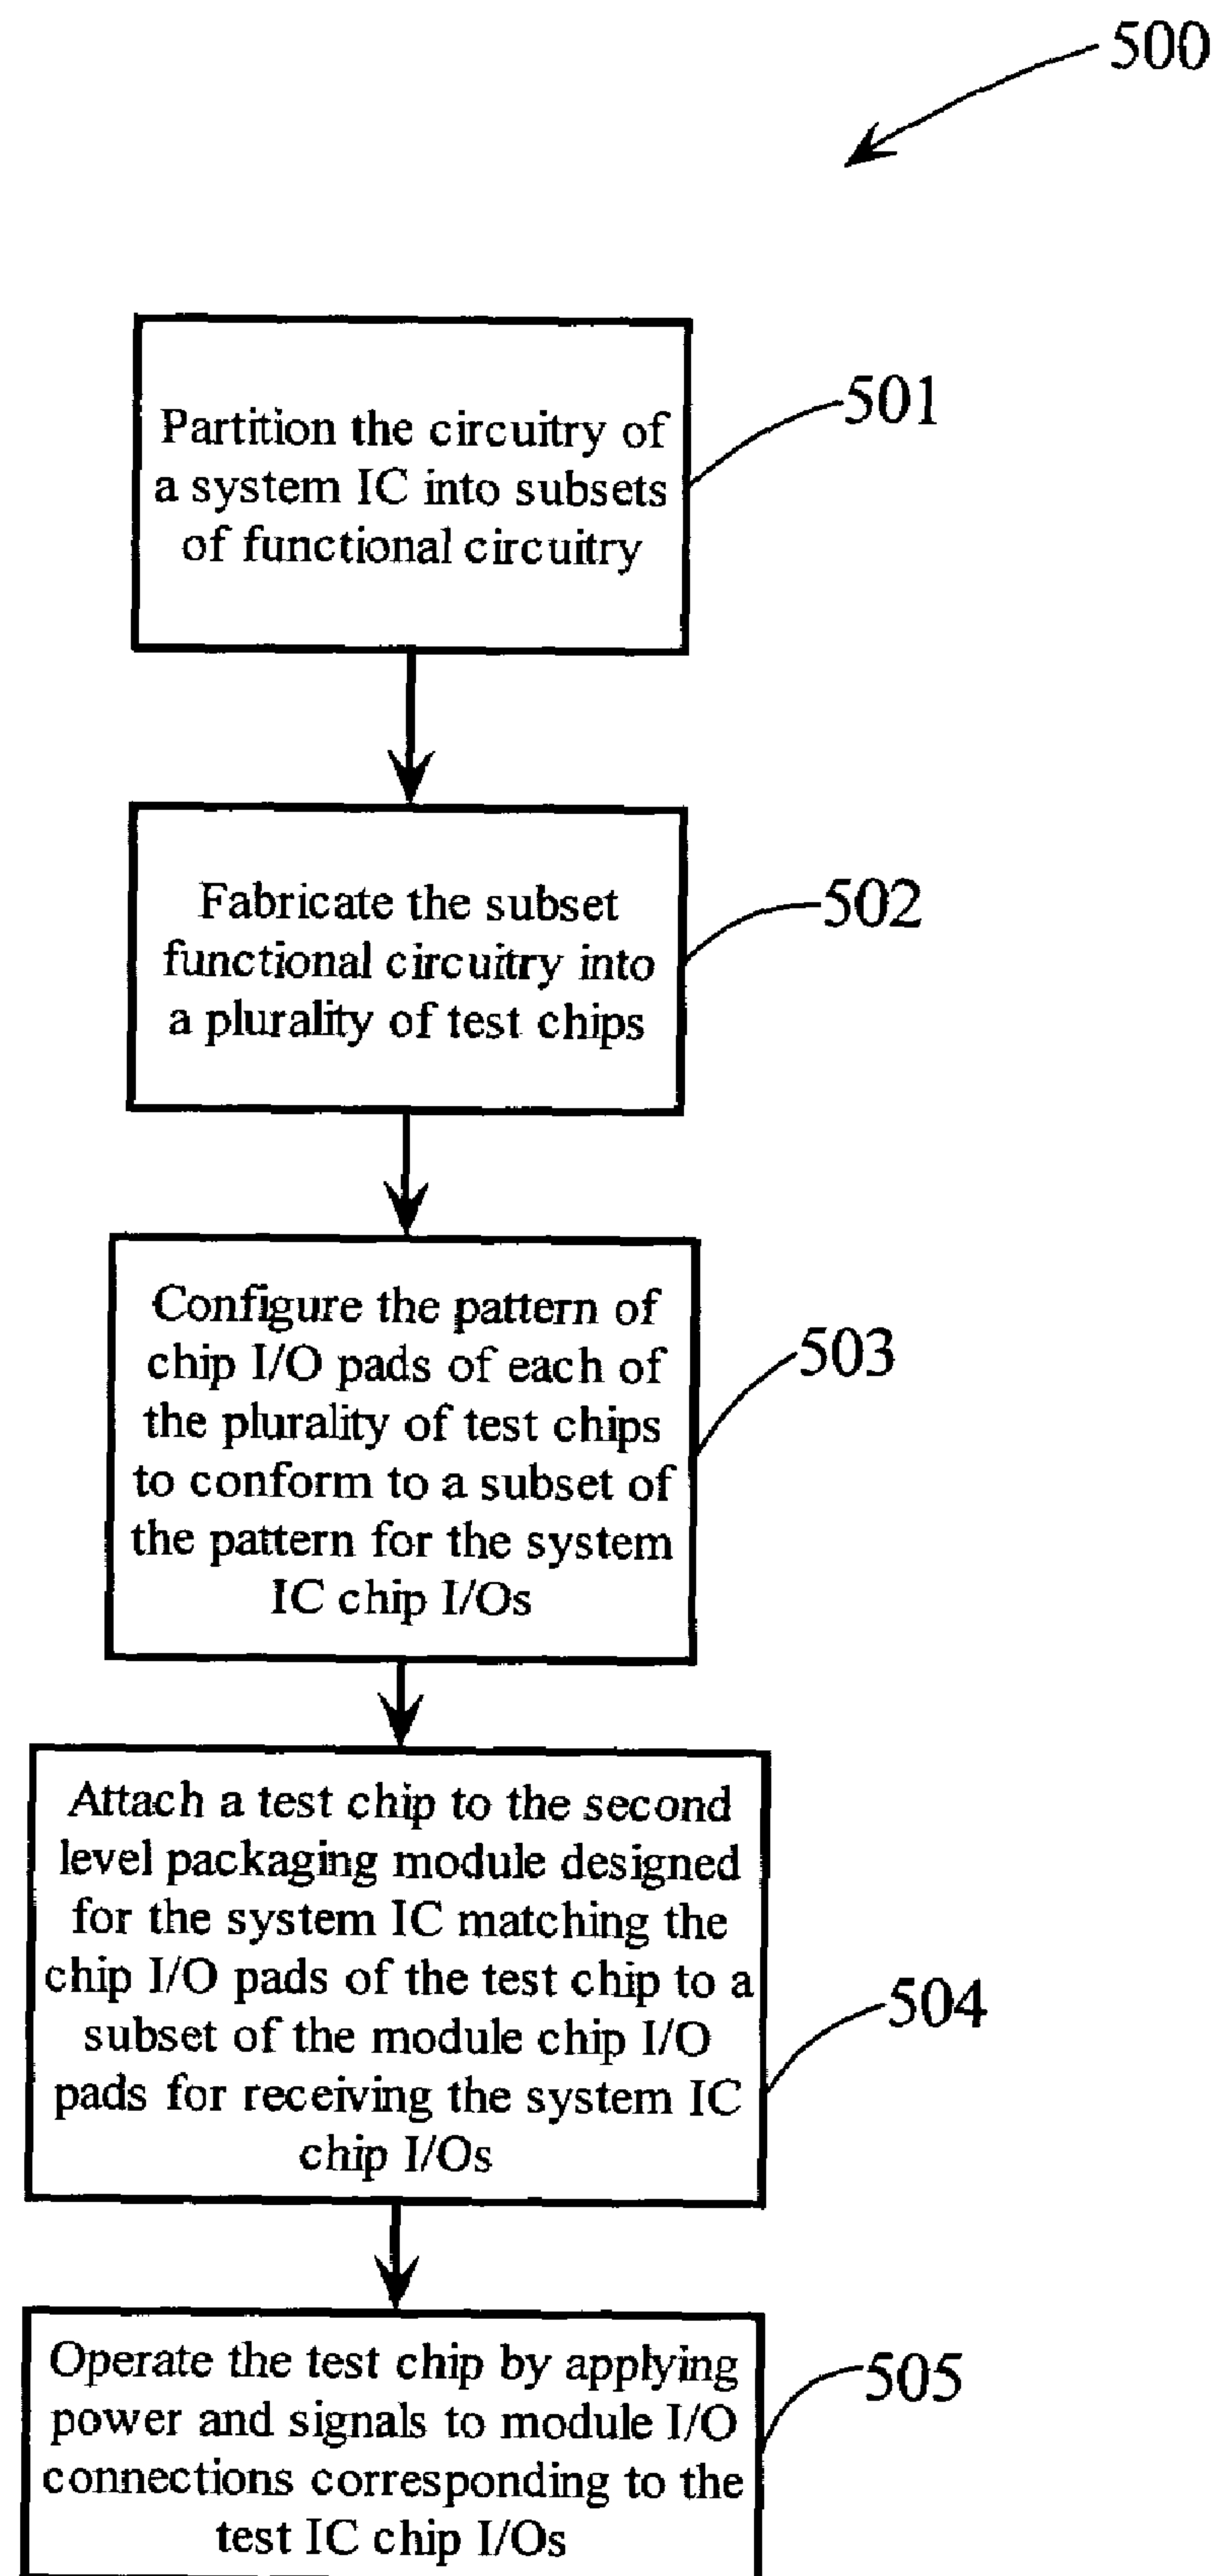 500
Partition the circuitry of
a system IC into subsets
of functional circuitry
501
Fabricate the subset
functional circuitry into
a plurality of test chips
502
Configure the pattern of
chip I/O pads of each of
the plurality of test chips
to conform to a subset of
the pattern for the system
IC chip I/Os
503
Attach a test chip to the second
level packaging module designed
for the system IC matching the
chip I/O pads of the test chip to a
subset of the module chip I/O
pads for receiving the system IC
chip I/Os
504
Operate the test chip by applying
power and signals to module I/O
connections corresponding to the
test IC chip I/Os
505